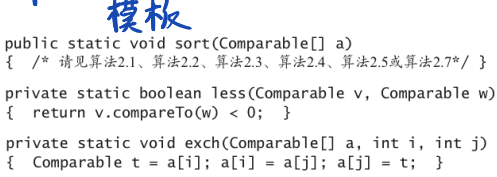 模板
public static void sort(Comparable[] a)
{ /* 请见算法2.1、算法2.2、算法2.3、算法2.4、算法2.5或算法2.7*/ }
private static boolean less(Comparable v, Comparable w)
{ return v.compareTo(w) < 0; }
private static void exch(Comparable[] a, int i, int j)
{ Comparable t = a[i]; a[i] = a[j]; a[j] = t; }